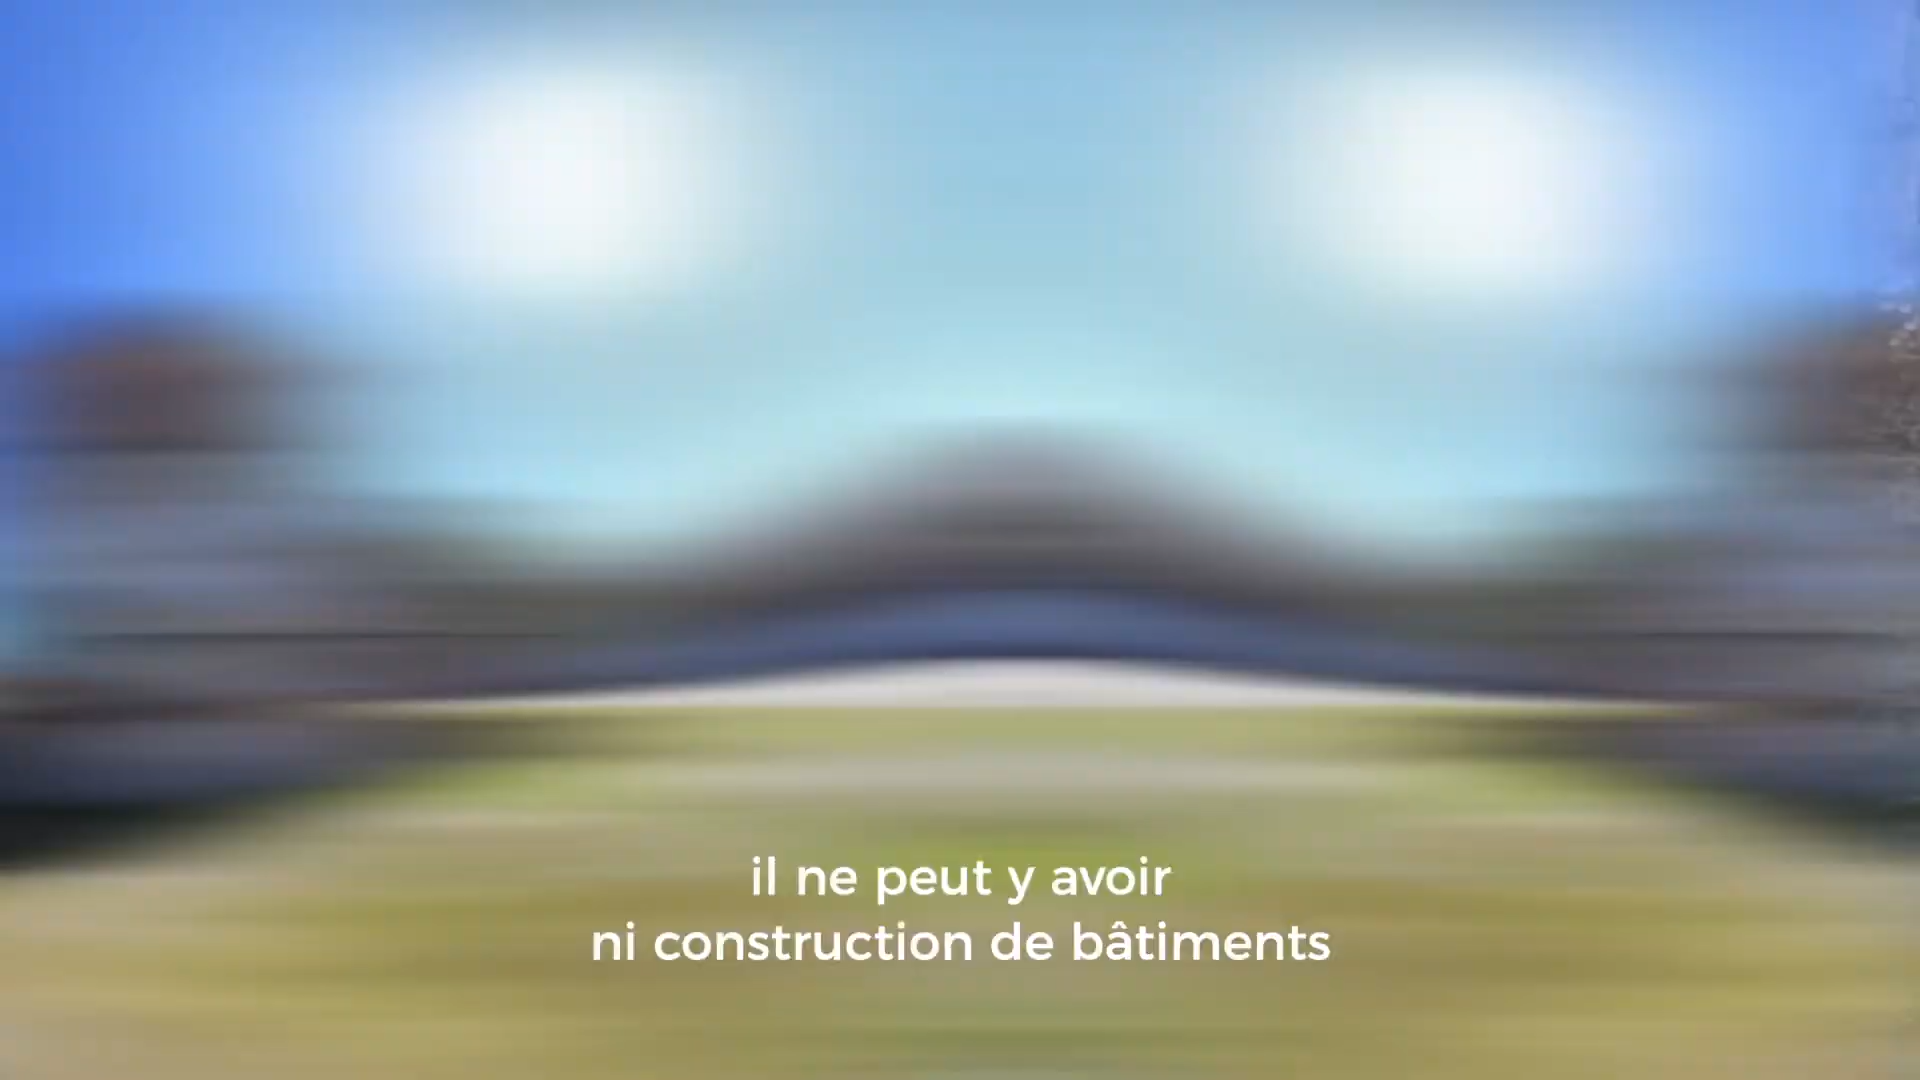 il ne peut y avoir
ni construction de bâtiments